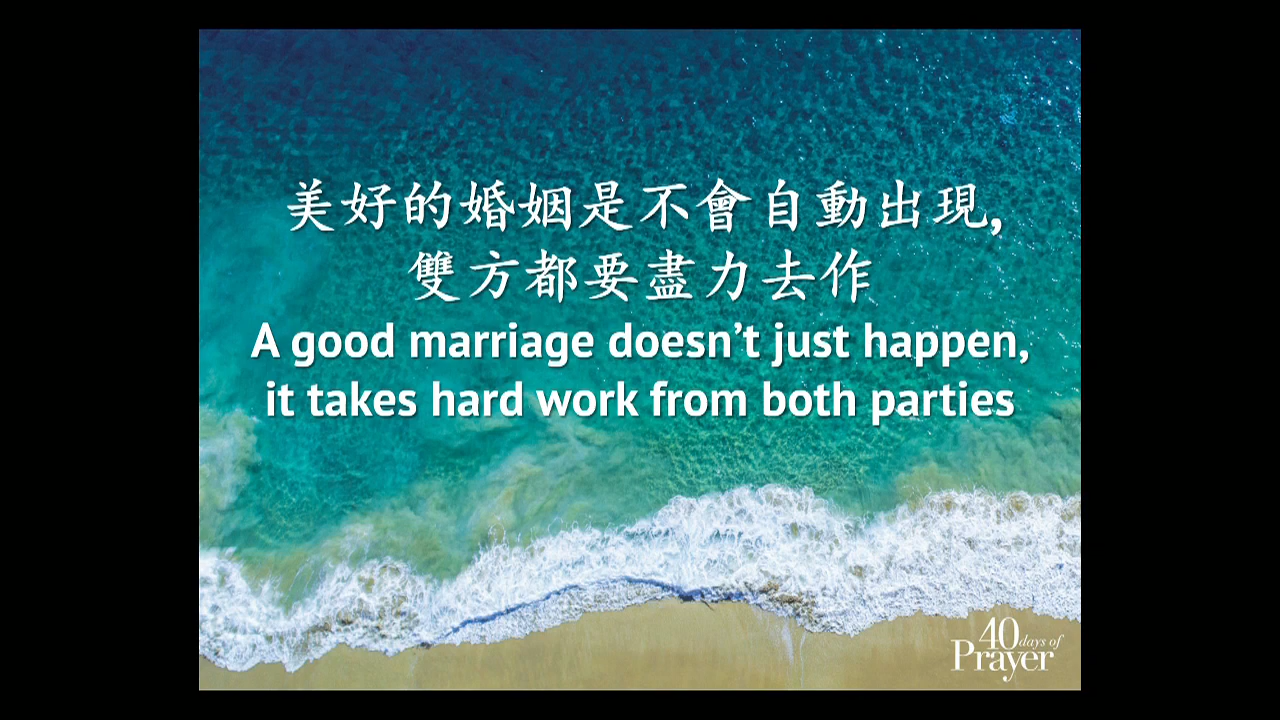 美好的婚姻是不會自動出現,
雙方都要盡力去作
A good marriage doesn’t just happen,
it takes hard work from both parties
40 days of
Prayer